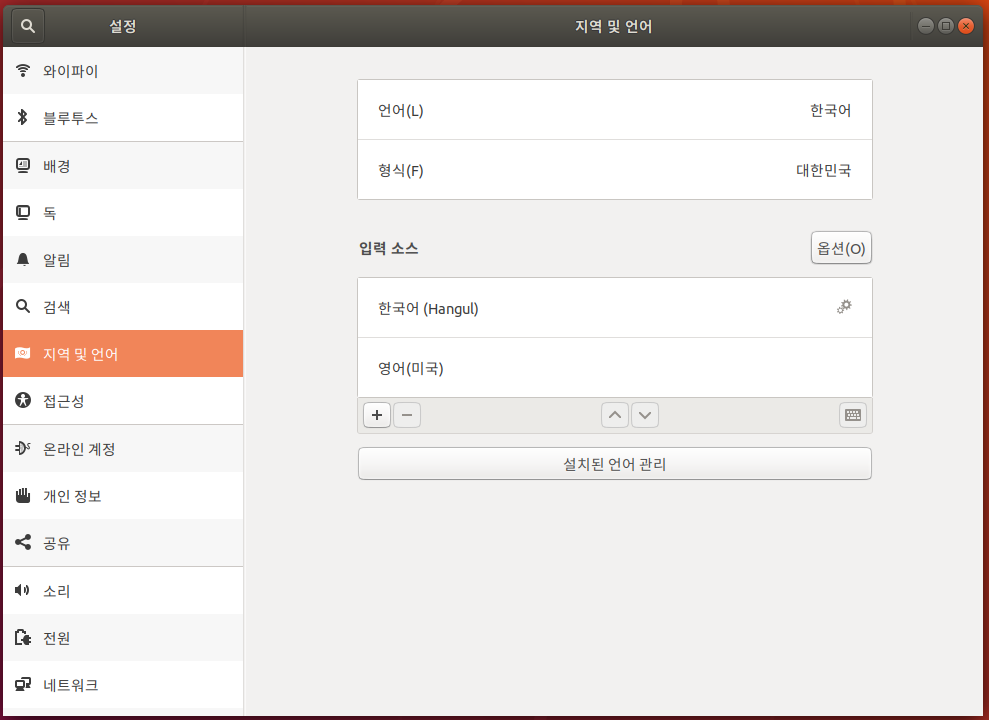 설정
지역 및 언어
와이파이
블루투스
배경
독
알림
검색
지역 및 언어
접근성
온라인 계정
개인 정보
공유
소리
전원
네트워크
언어(L) 한국어
형식(F) 대한민국
입력 소스 옵션(O)
한국어 (Hangul)
영어(미국)
설치된 언어 관리